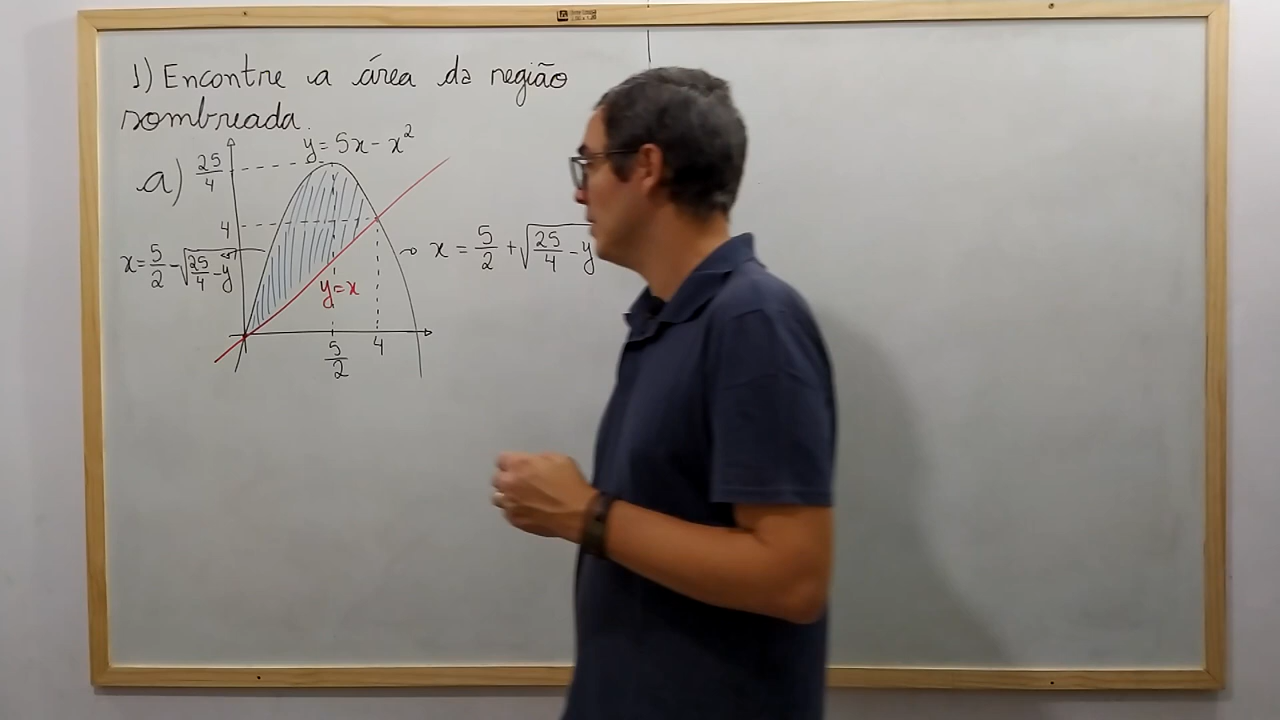 1) Encontre a área da região
sombreada.
a)
y = 5x - x²
25/4
4
x = 5/2 - √(25/4 - y)
x = 5/2 + √(25/4 - y
y = x
5/2
4